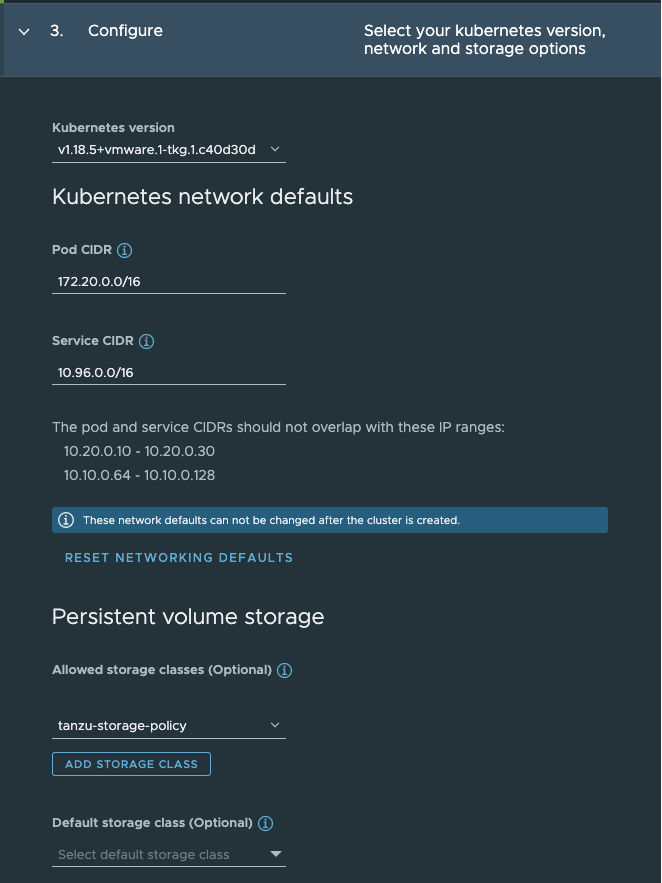 3. Configure
Select your kubernetes version,
network and storage options
Kubernetes version
v1.18.5+vmware.1-tkg.1.c40d30d
Kubernetes network defaults
Pod CIDR
172.20.0.0/16
Service CIDR
10.96.0.0/16
The pod and service CIDRs should not overlap with these IP ranges:
10.20.0.10 - 10.20.0.30
10.10.0.64 - 10.10.0.128
These network defaults can not be changed after the cluster is created.
RESET NETWORKING DEFAULTS
Persistent volume storage
Allowed storage classes (Optional)
tanzu-storage-policy
ADD STORAGE CLASS
Default storage class (Optional)
Select default storage class